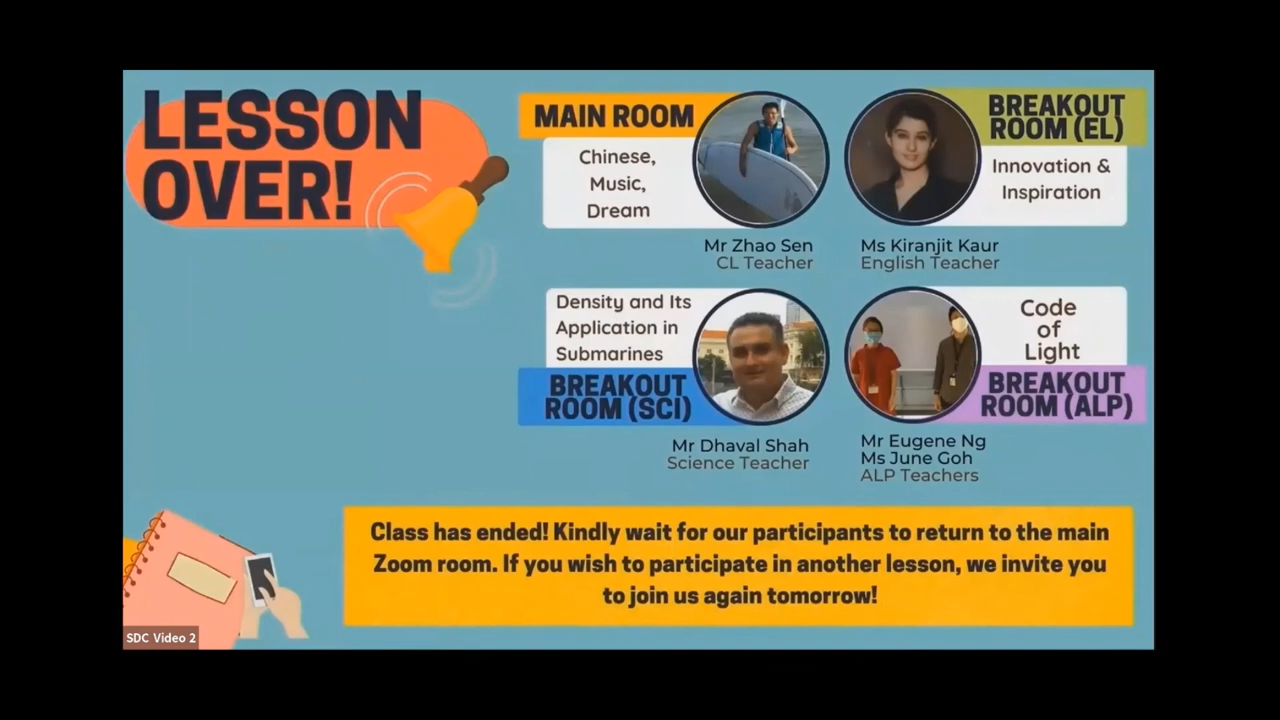 LESSON
OVER!
MAIN ROOM
Chinese,
Music,
Dream
Mr Zhao Sen
CL Teacher
BREAKOUT
ROOM (EL)
Innovation &
Inspiration
Ms Kiranjit Kaur
English Teacher
Density and Its
Application in
Submarines
BREAKOUT
ROOM (SCI)
Mr Dhaval Shah
Science Teacher
Code
of
Light
BREAKOUT
ROOM (ALP)
Mr Eugene Ng
Ms June Goh
ALP Teachers
Class has ended! Kindly wait for our participants to return to the main
Zoom room. If you wish to participate in another lesson, we invite you
to join us again tomorrow!
SDC Video 2